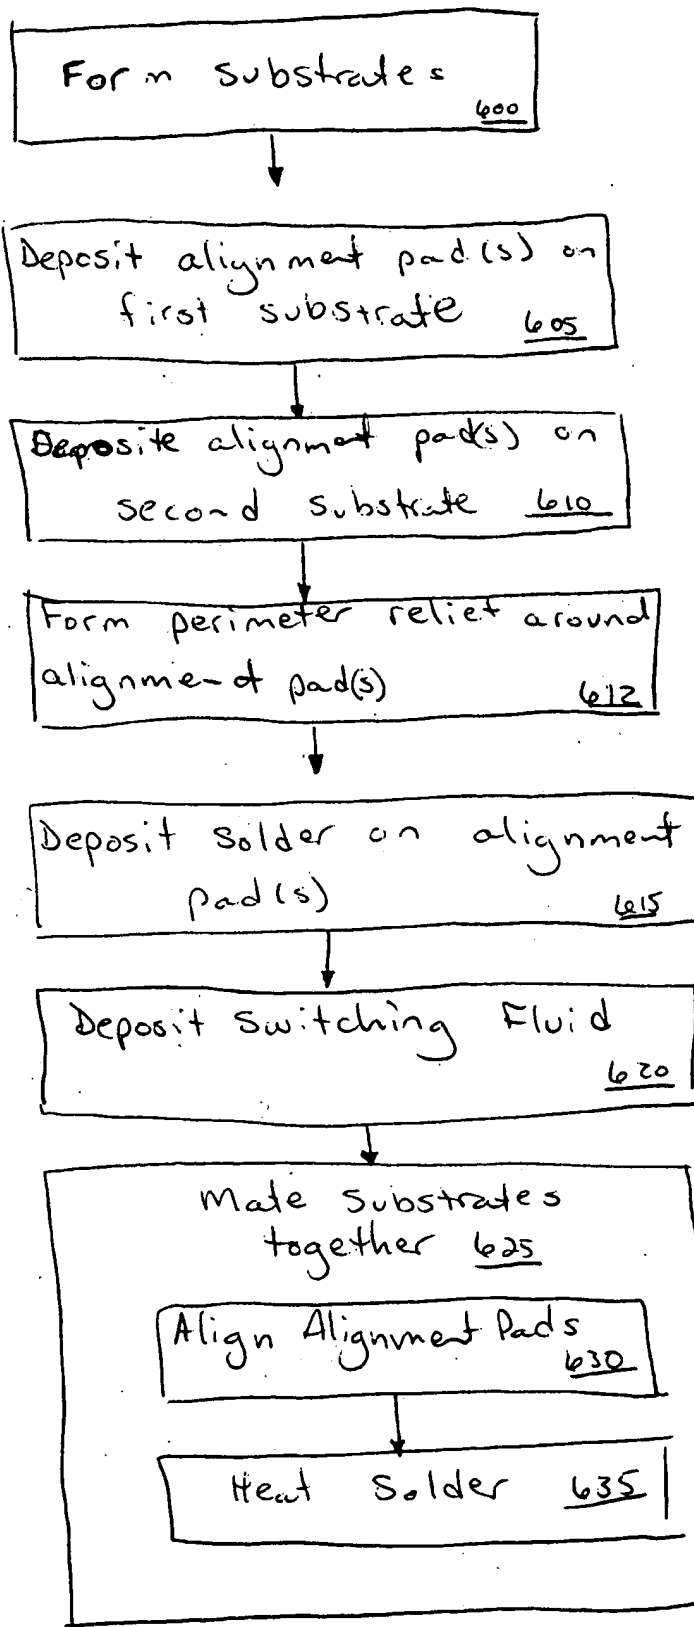 Form substrates
600
Deposit alignment pad(s) on
first substrate 605
Deposite alignment pad(s) on
second substrate 610
Form perimeter relief around
alignment pad(s) 612
Deposit Solder on alignment
pad(s) 615
Deposit Switching Fluid
620
Mate Substrates
together 625
Align Alignment Pads
630
Heat Solder 635